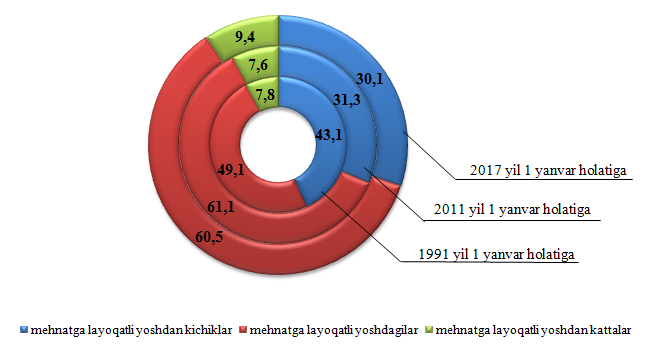 9,4
7,6
7,8
30,1
31,3
43,1
49,1
61,1
60,5
2017 yil 1 yanvar holatiga
2011 yil 1 yanvar holatiga
1991 yil 1 yanvar holatiga
mehnatga layoqatli yoshdan kichiklar mehnatga layoqatli yoshdagilar mehnatga layoqatli yoshdan kattalar